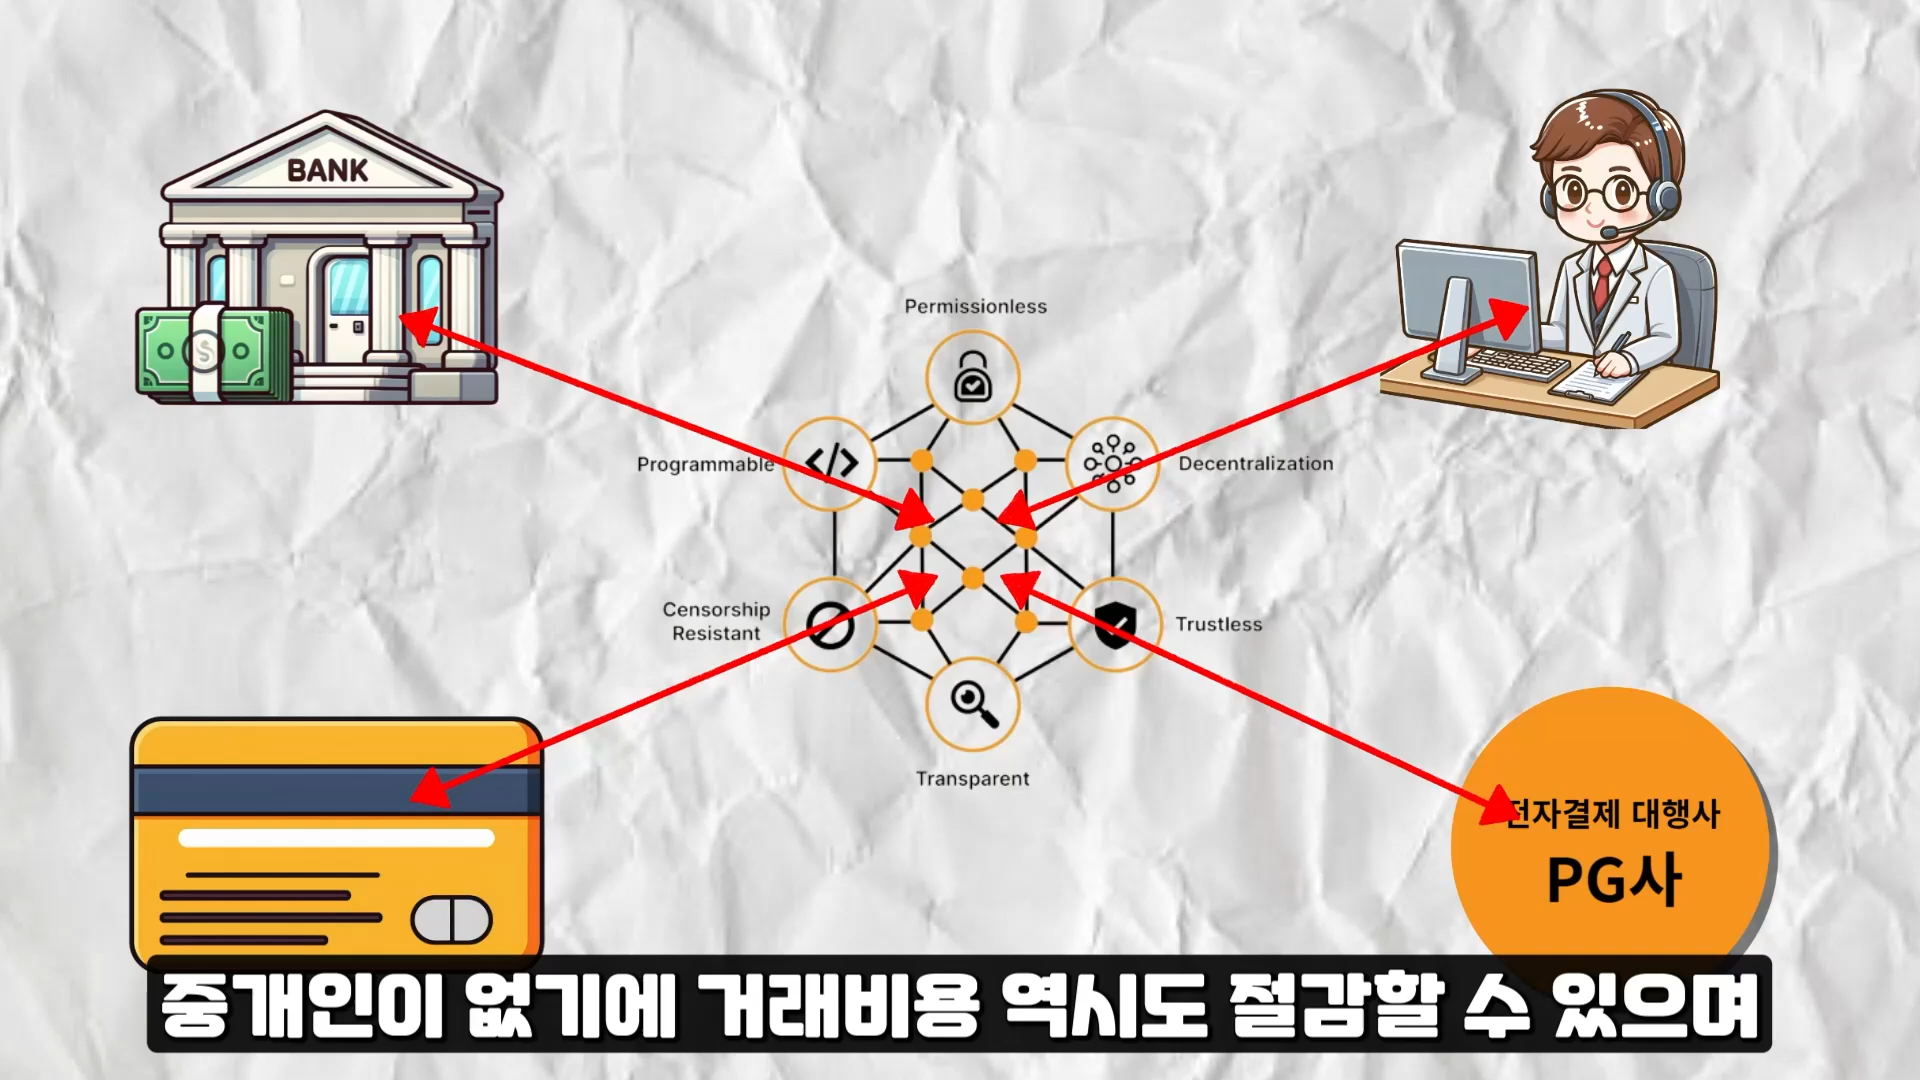 BANK
Permissionless
Programmable
Decentralization
Censorship
Resistant
Trustless
Transparent
전자결제 대행사
PG사
중개인이 없기에 거래비용 역시도 절감할 수 있으며